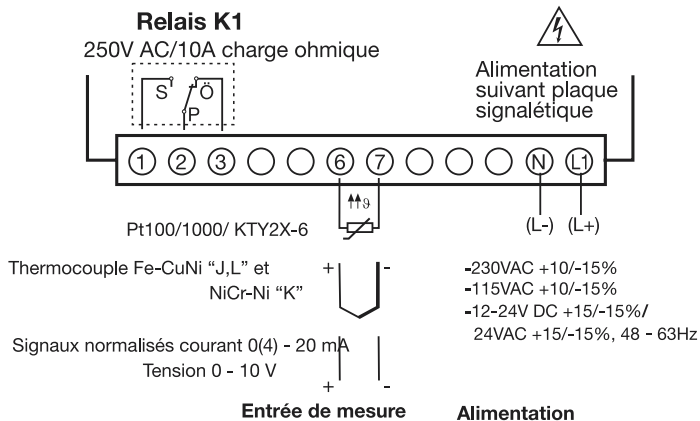 Relais K1
250V AC/10A charge ohmique
S Ö
P
Alimentation
suivant plaque
signalétique
1 2 3 6 7 N L1
(L-) (L+)
ϑ
Pt100/1000/ KTY2X-6
Thermocouple Fe-CuNi “J,L” et
NiCr-Ni “K”
+ -
-230VAC +10/-15%
-115VAC +10/-15%
-12-24V DC +15/-15%/
24VAC +15/-15%, 48 - 63Hz
Signaux normalisés courant 0(4) - 20 mA
Tension 0 - 10 V
+ -
Entrée de mesure
Alimentation